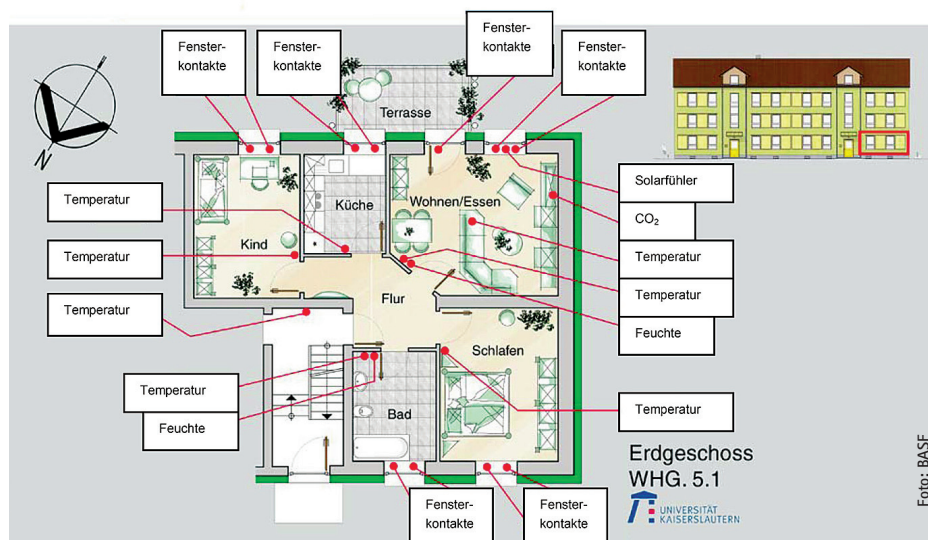 Fenster-
kontakte
Fenster-
kontakte
Fenster-
kontakte
Fenster-
kontakte
Terrasse
N
Temperatur
Temperatur
Temperatur
Temperatur
Feuchte
Küche
Wohnen/Essen
Kind
Flur
Schlafen
Bad
Solarfühler
CO₂
Temperatur
Temperatur
Feuchte
Temperatur
Fenster-
kontakte
Fenster-
kontakte
Erdgeschoss
WHG. 5.1
UNIVERSITÄT
KAISERSLAUTERN
Foto: BASF